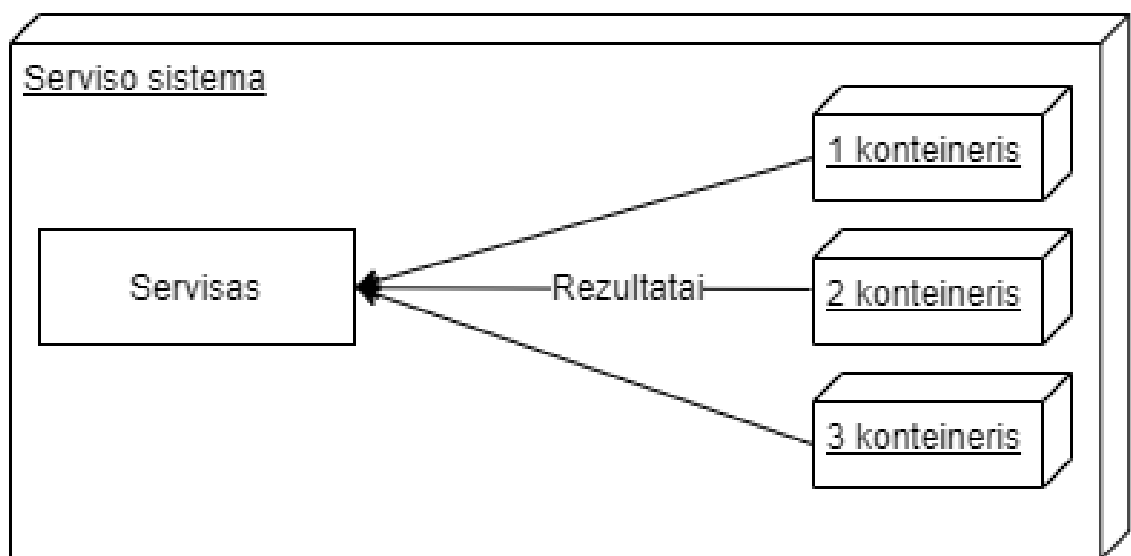 Serviso sistema
1 konteineris
Servisas
Rezultatai
2 konteineris
3 konteineris